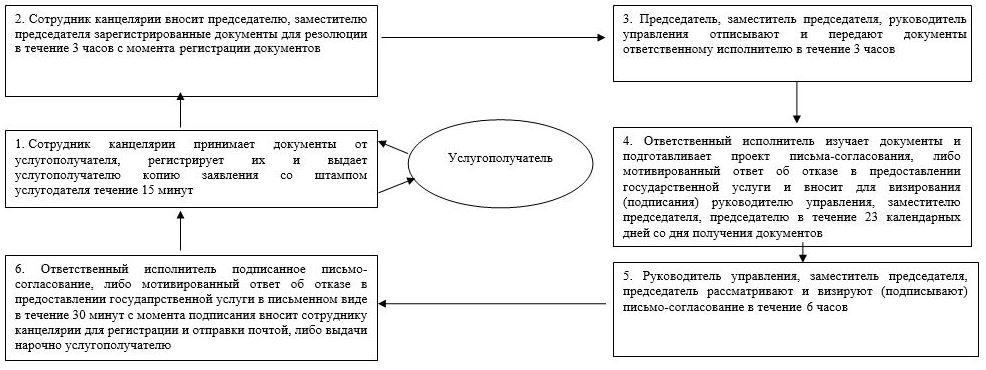 2. Сотрудник канцелярии вносит председателю, заместителю
председателя зарегистрированные документы для резолюции
в течение 3 часов с момента регистрации документов
3. Председатель, заместитель председателя, руководитель
управления отписывают и передают документы
ответственному исполнителю в течение 3 часов
1. Сотрудник канцелярии принимает документы от
услугополучателя, регистрирует их и выдает
услугополучателю копию заявления со штампом
услугодателя течение 15 минут
Услугополучатель
4. Ответственный исполнитель изучает документы и
подготавливает проект письма-согласования, либо
мотивированный ответ об отказе в предоставлении
государственной услуги и вносит для визирования
(подписания) руководителю управления, заместителю
председателя, председателю в течение 23 календарных
дней со дня получения документов
6. Ответственный исполнитель подписанное письмо-
согласование, либо мотивированный ответ об отказе в
предоставлении государственной услуги в письменном виде
в течение 30 минут с момента подписания вносит сотруднику
канцелярии для регистрации и отправки почтой, либо выдачи
нарочно услугополучателю
5. Руководитель управления, заместитель председателя,
председатель рассматривают и визируют (подписывают)
письмо-согласование в течение 6 часов